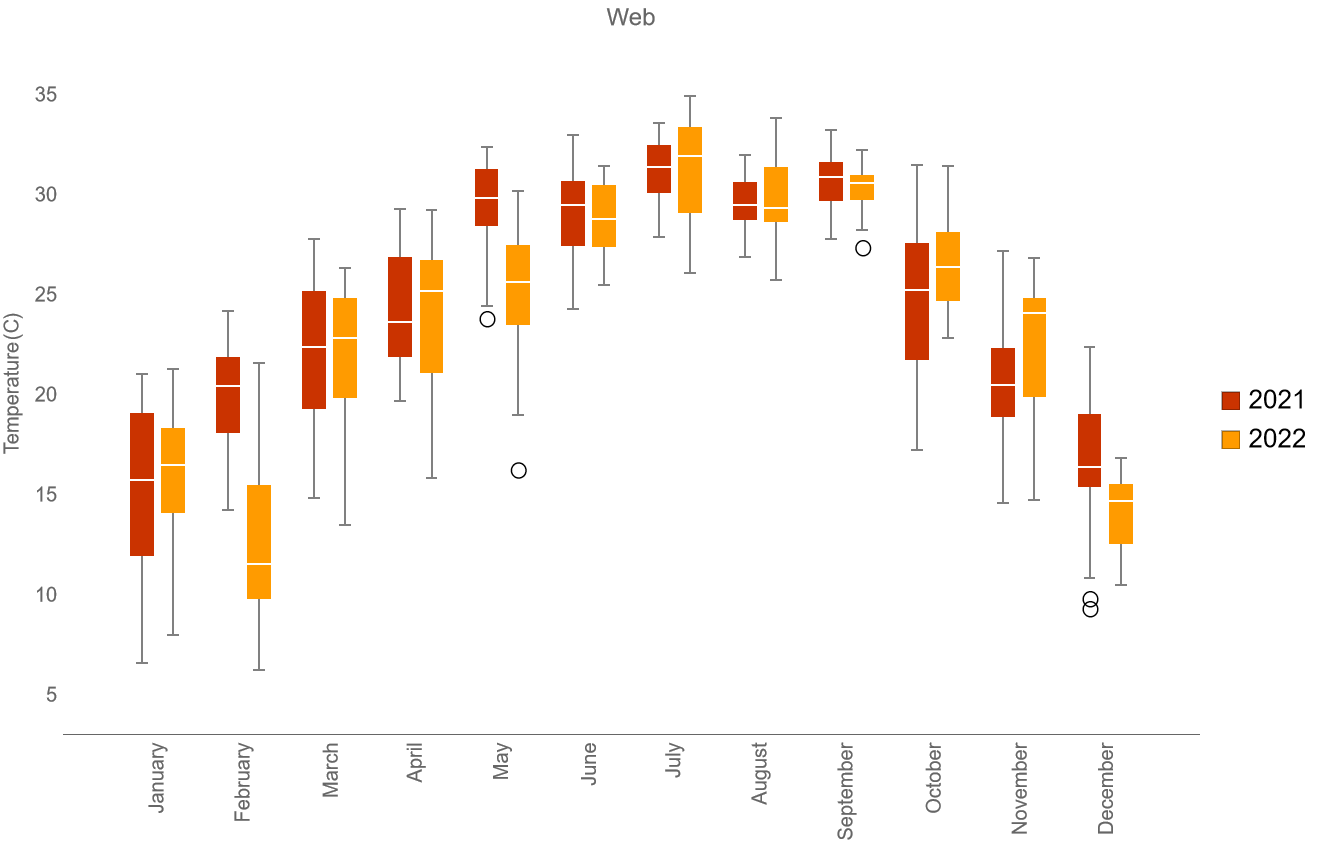 Web
35
30
25
20
15
10
5
Temperature(C)
January
February
March
April
May
June
July
August
September
October
November
December
2021
2022